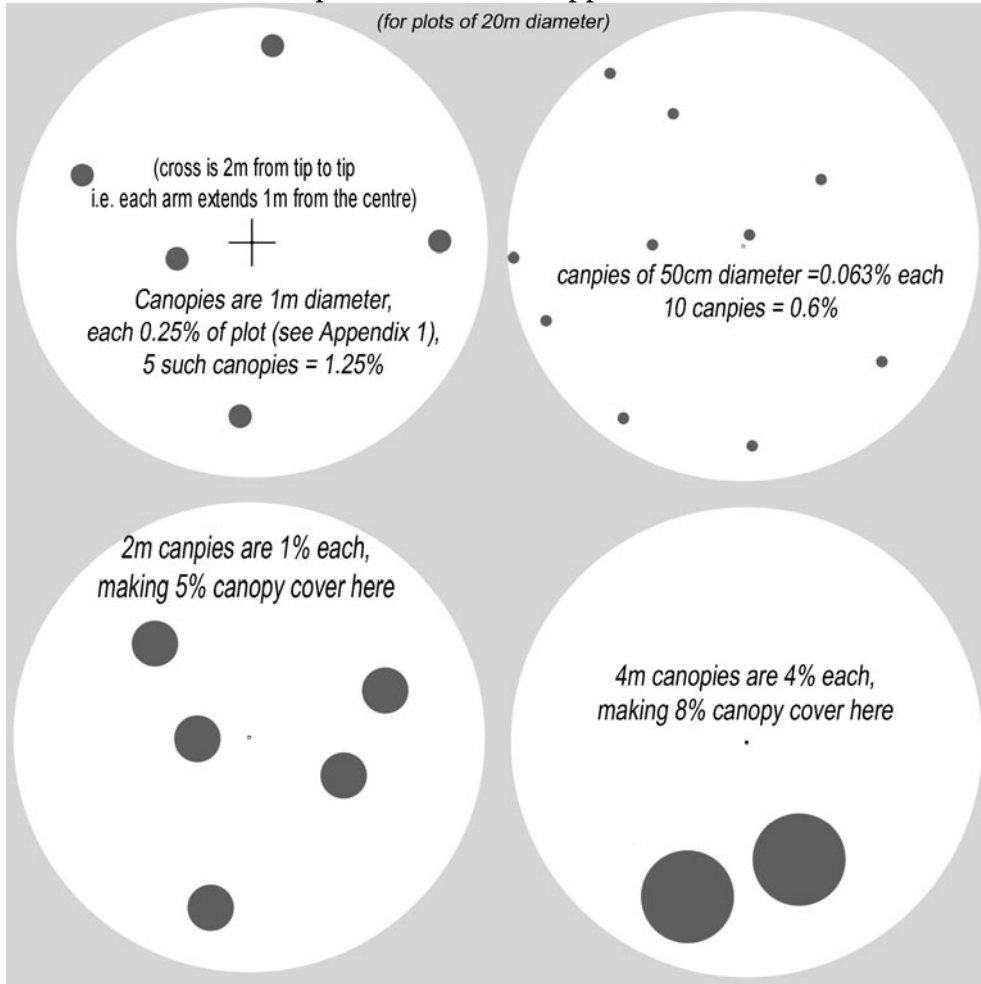 (for plots of 20m diameter)
(cross is 2m from tip to tip
i.e. each arm extends 1m from the centre)
Canopies are 1m diameter,
each 0.25% of plot (see Appendix 1),
5 such canopies = 1.25%
canpies of 50cm diameter =0.063% each
10 canpies = 0.6%
2m canpies are 1% each,
making 5% canopy cover here
4m canopies are 4% each,
making 8% canopy cover here